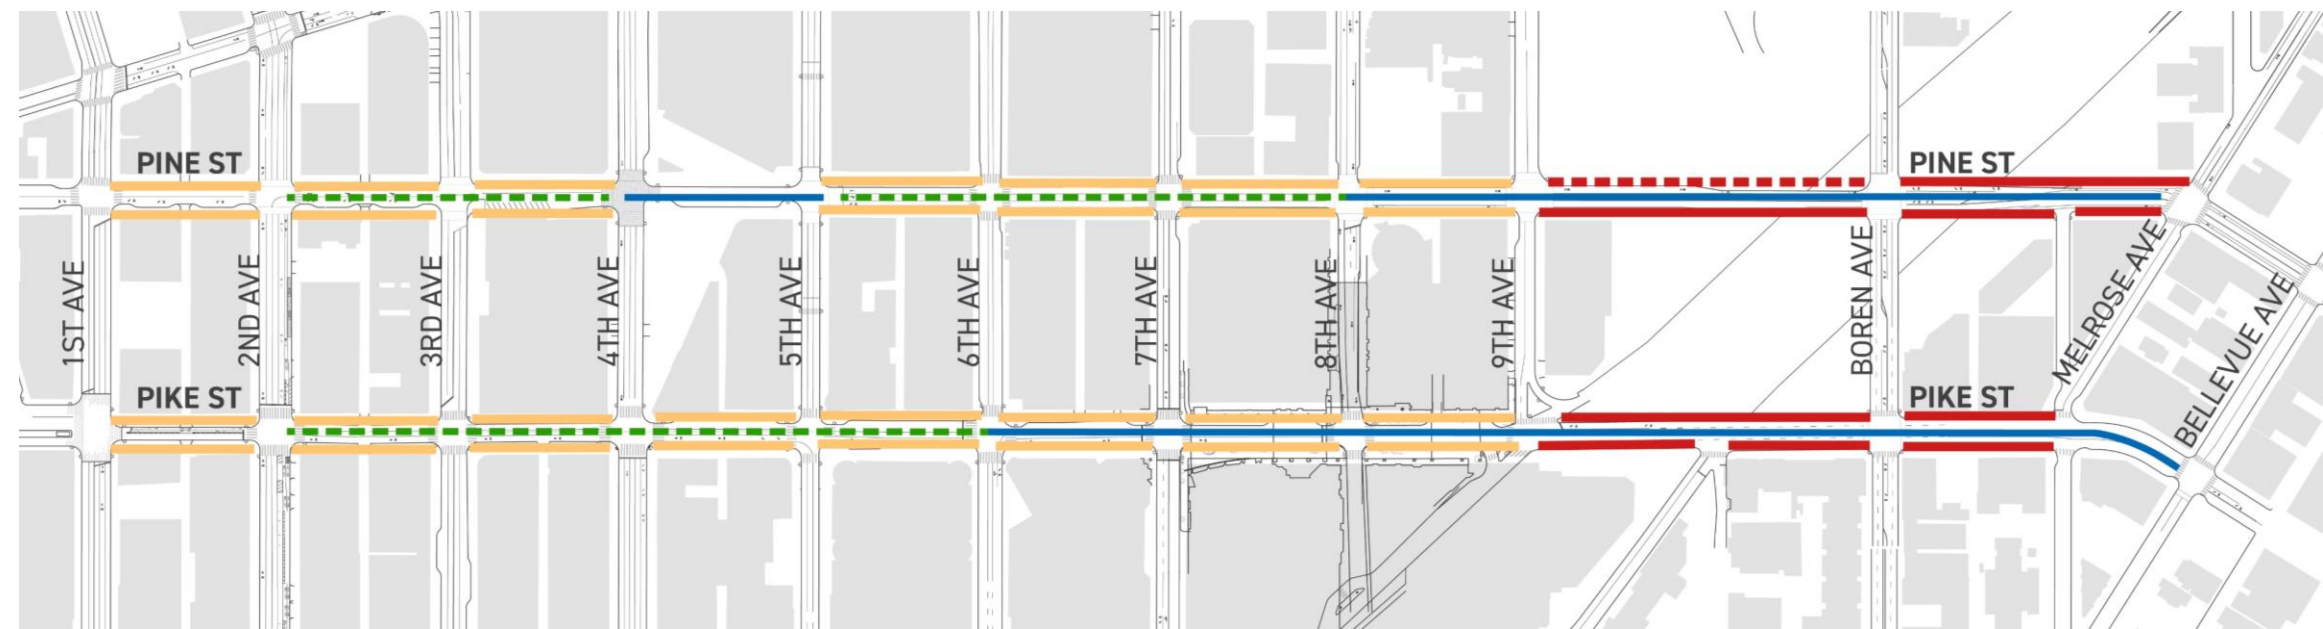 PINE ST
PINE ST
1ST AVE
2ND AVE
3RD AVE
4TH AVE
5TH AVE
6TH AVE
7TH AVE
8TH AVE
9TH AVE
BOREN AVE
MELROSE AVE
BELLEVUE AVE
PIKE ST
PIKE ST